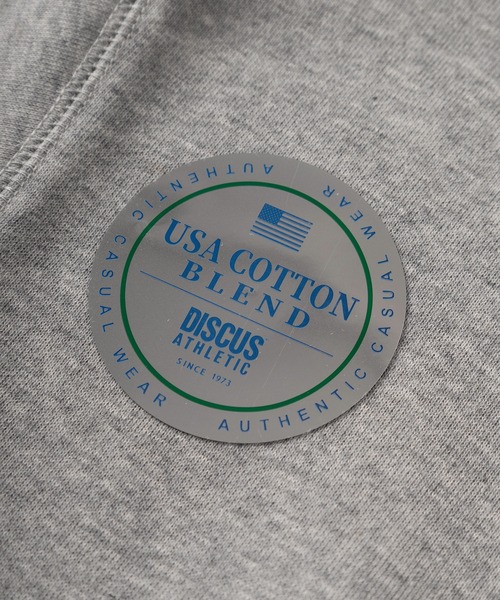 USA COTTON
BLEND
DISCUS
ATHLETIC
SINCE 1973
AUTHENTIC CASUAL WEAR
AUTHENTIC CASUAL WEAR